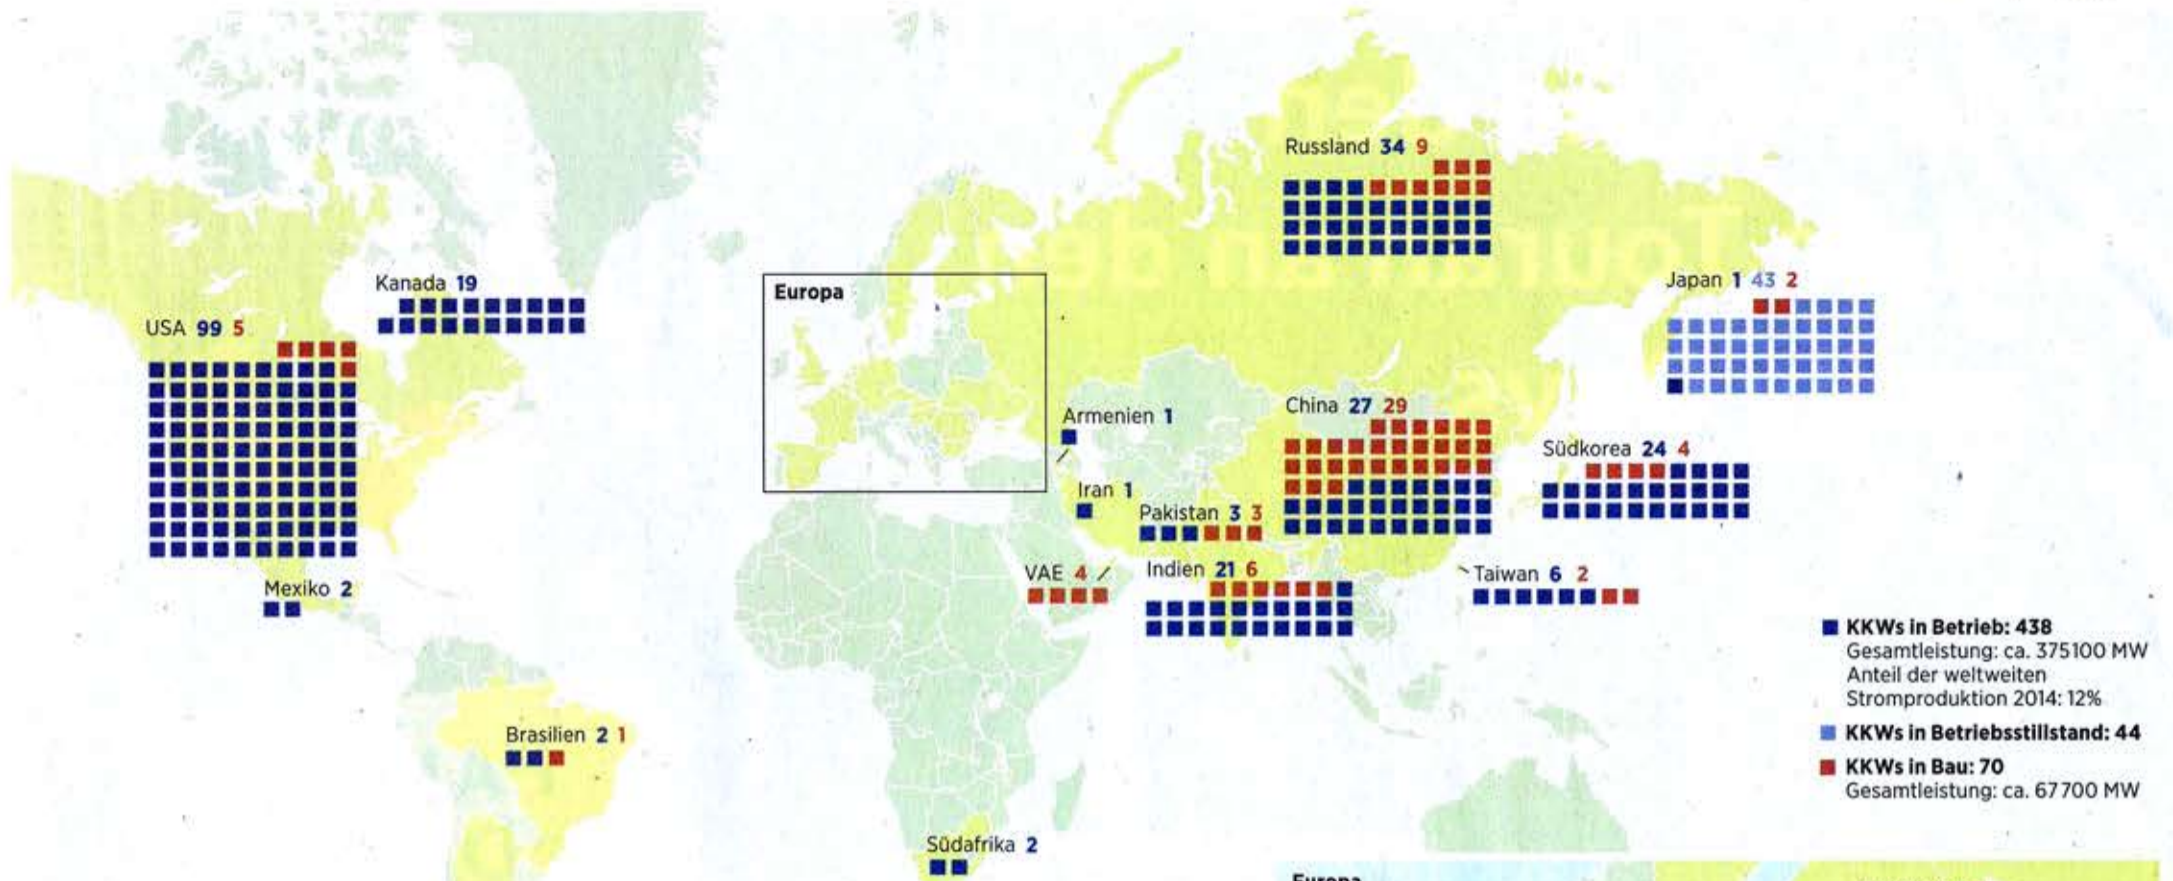 Russland 34 9
Kanada 19
Japan 1 43 2
Europa
USA 99 5
China 27 29
Armenien 1
Südkorea 24 4
Iran 1
Pakistan 3 3
VAE 4
Indien 21 6
Taiwan 6 2
Mexiko 2
KKWs in Betrieb: 438
Gesamtleistung: ca. 375100 MW
Anteil der weltweiten
Stromproduktion 2014: 12%
KKWs in Betriebsstillstand: 44
KKWs in Bau: 70
Gesamtleistung: ca. 67700 MW
Brasilien 2 1
Südafrika 2
Europa